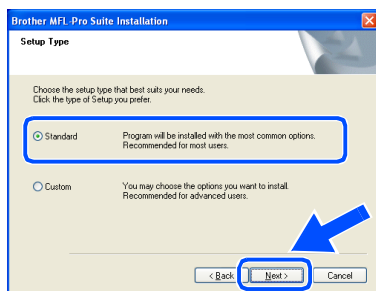 Brother MFL-Pro Suite Installation
Setup Type
Choose the setup type that best suits your needs.
Click the type of Setup you prefer.
Standard
Program will be installed with the most common options.
Recommended for most users.
Custom
You may choose the options you want to install.
Recommended for advanced users.
< Back
Next >
Cancel